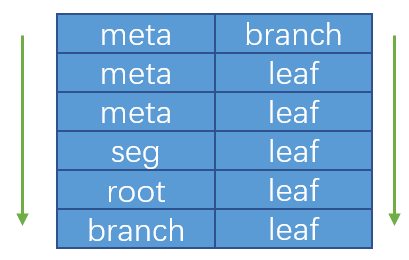 meta branch
meta leaf
meta leaf
seg leaf
root leaf
branch leaf